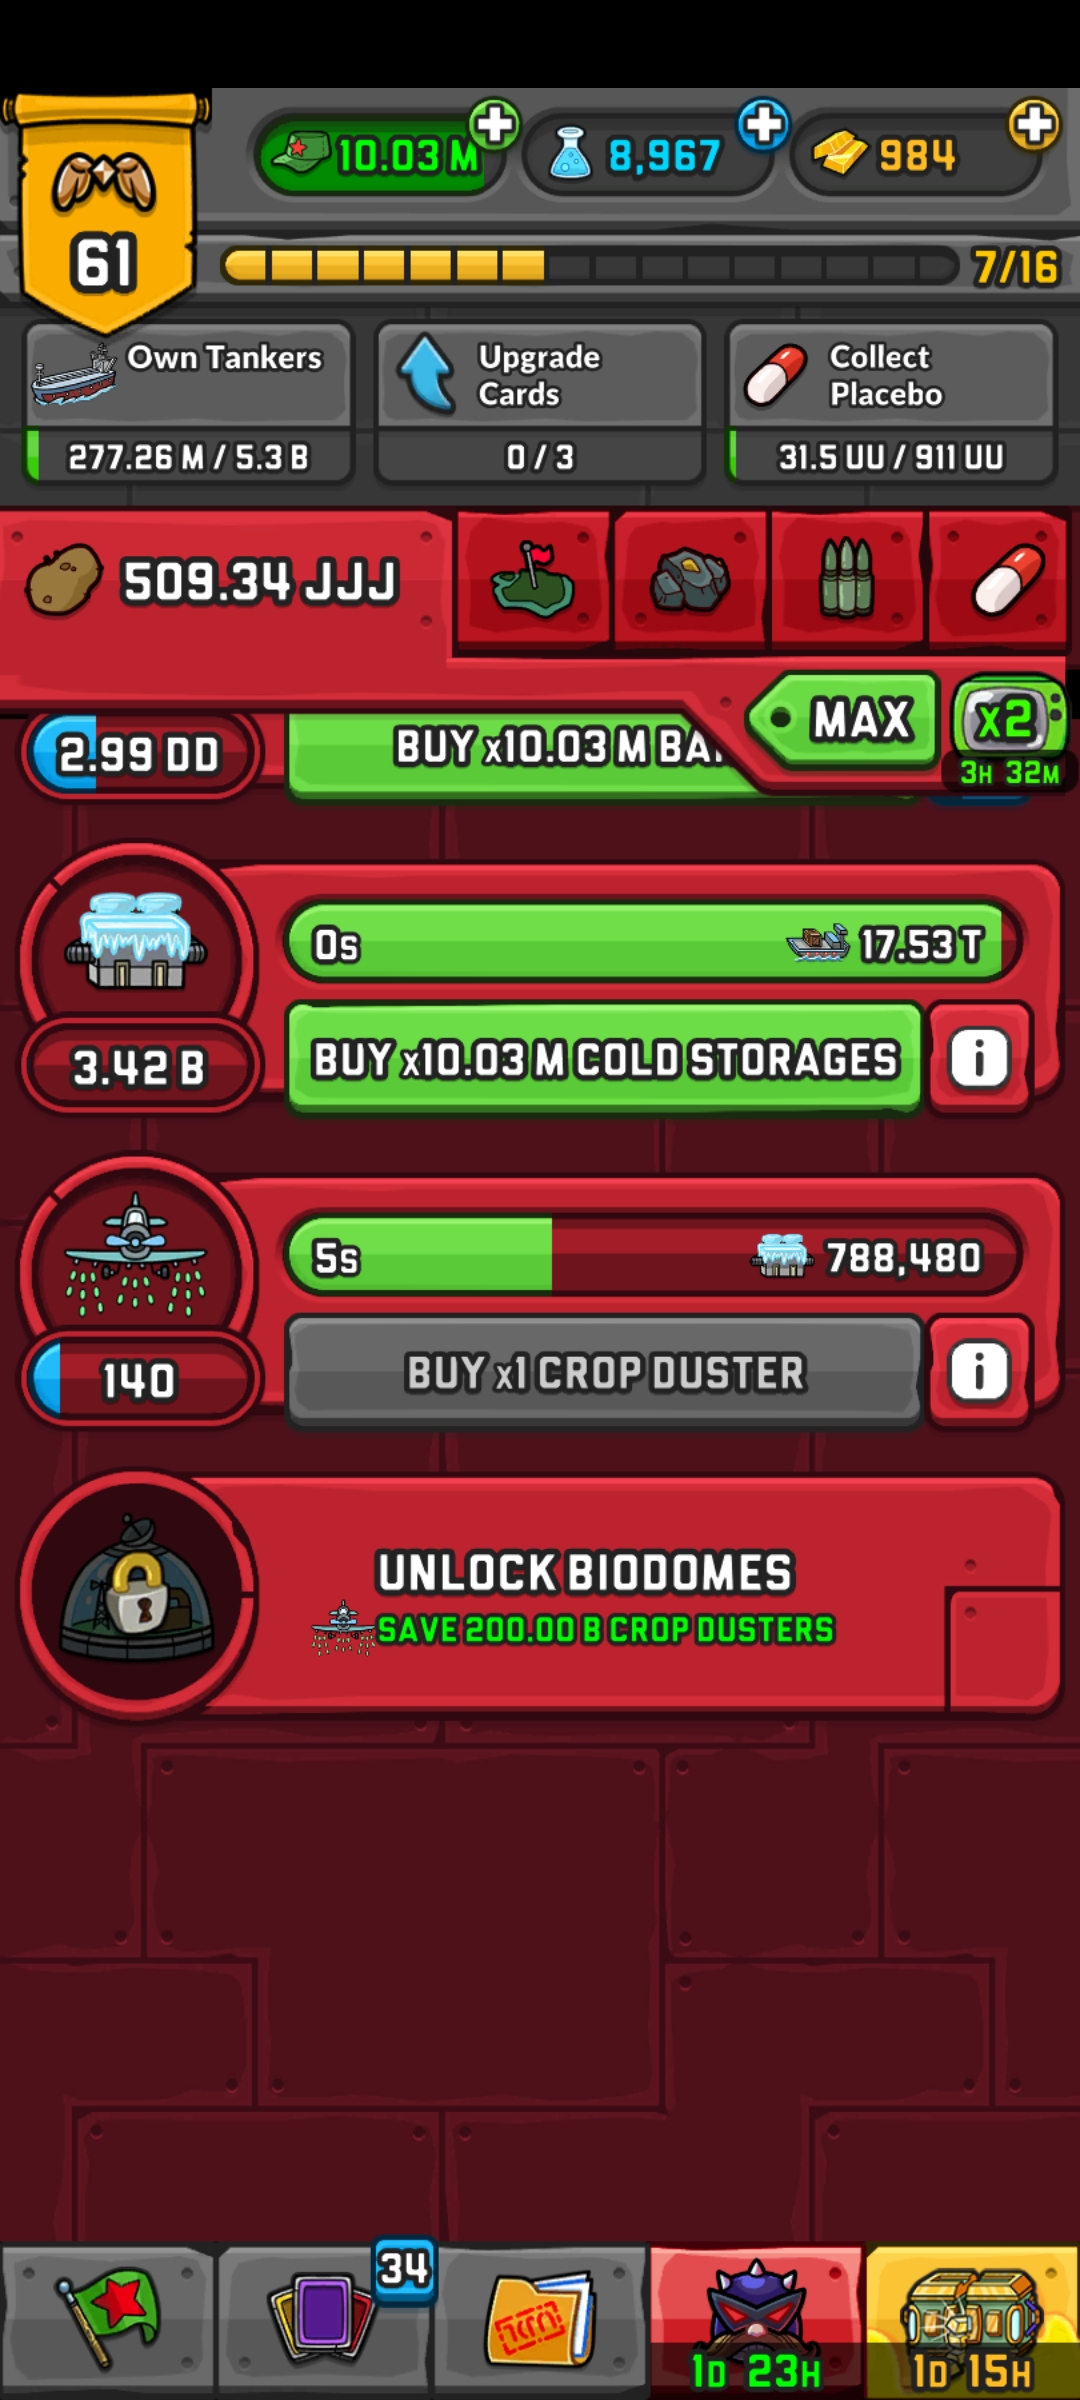 10.03 M
8,967
984
61
7/16
Own Tankers
277.26 M / 5.3 B
Upgrade
Cards
0 / 3
Collect
Placebo
31.5 UU / 911 UU
509.34 JJJ
MAX
x2
3H 32M
2.99 DD
BUY x10.03 M BA
0s
17.53 T
3.42 B
BUY x10.03 M COLD STORAGES
i
5s
788,480
140
BUY x1 CROP DUSTER
i
UNLOCK BIODOMES
SAVE 200.00 B CROP DUSTERS
34
1D 23H
1D 15H